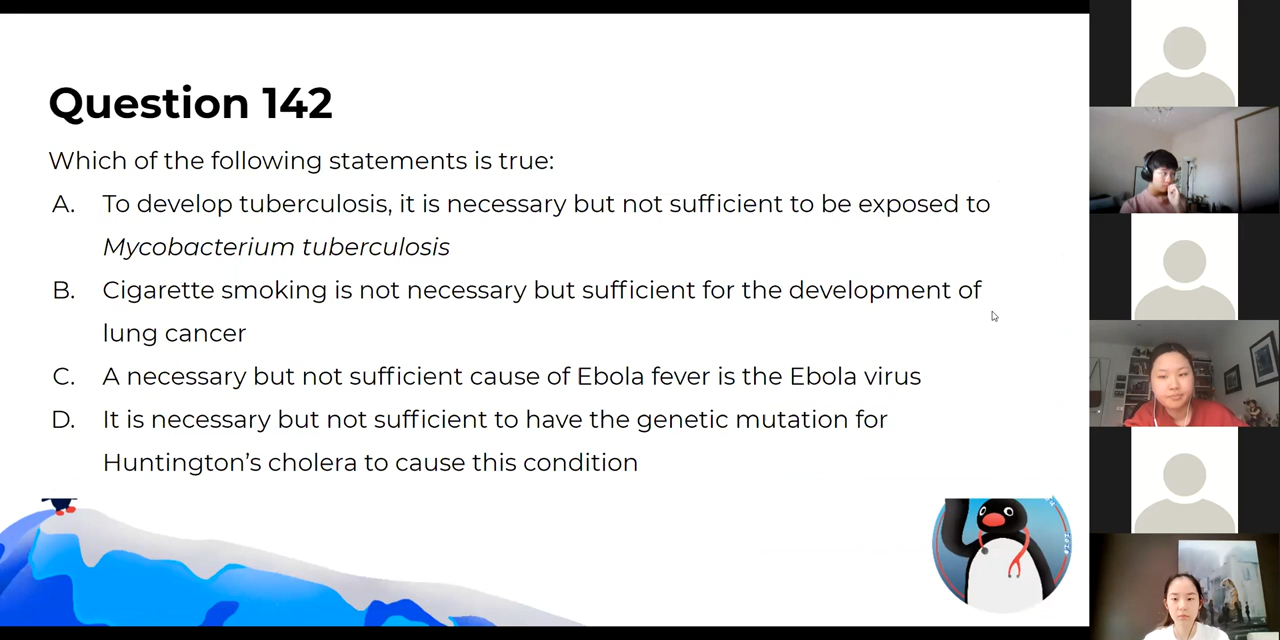 Question 142
Which of the following statements is true:
A. To develop tuberculosis, it is necessary but not sufficient to be exposed to
Mycobacterium tuberculosis
B. Cigarette smoking is not necessary but sufficient for the development of
lung cancer
C. A necessary but not sufficient cause of Ebola fever is the Ebola virus
D. It is necessary but not sufficient to have the genetic mutation for
Huntington's cholera to cause this condition